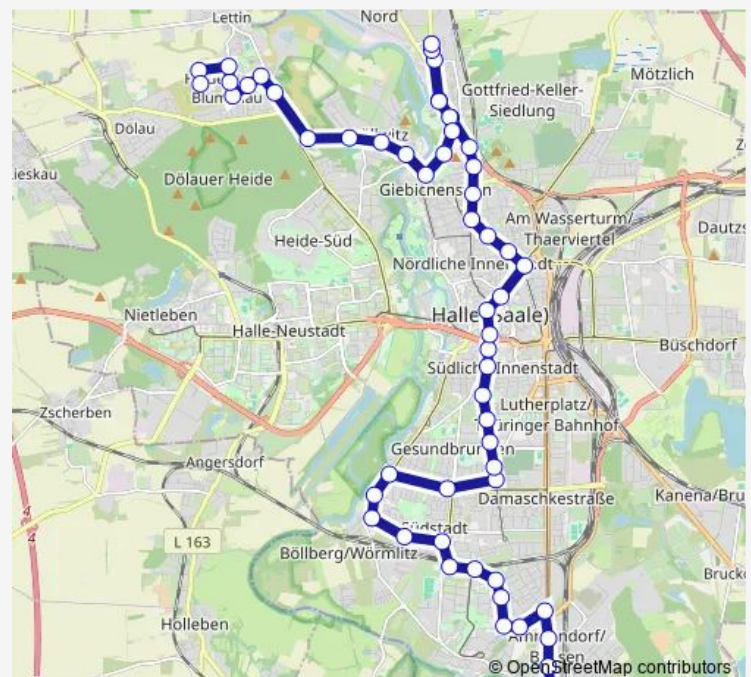 Lettin
Nord
Mötzlich
Gottfried-Keller-
Siedlung
Dölau
Dölauer Heide
Giebichenstein
Am Wasserturm/
Thaerviertel
Heide-Süd
Nördliche Innenstadt
Nietleben
Halle (Saale)
Halle-Neustadt
Büschdorf
Südliche Innenstadt
Zscherben
Lutherplatz/
Thüringer Bahnhof
Gesundbrunnen
Angersdorf
Damaschkestraße
Kanena/Bru
4
4
L 163
Südstadt
Böllberg/Wörmlitz
Bruck
Holleben
Ammendorf/
© OpenStreetMap contributors